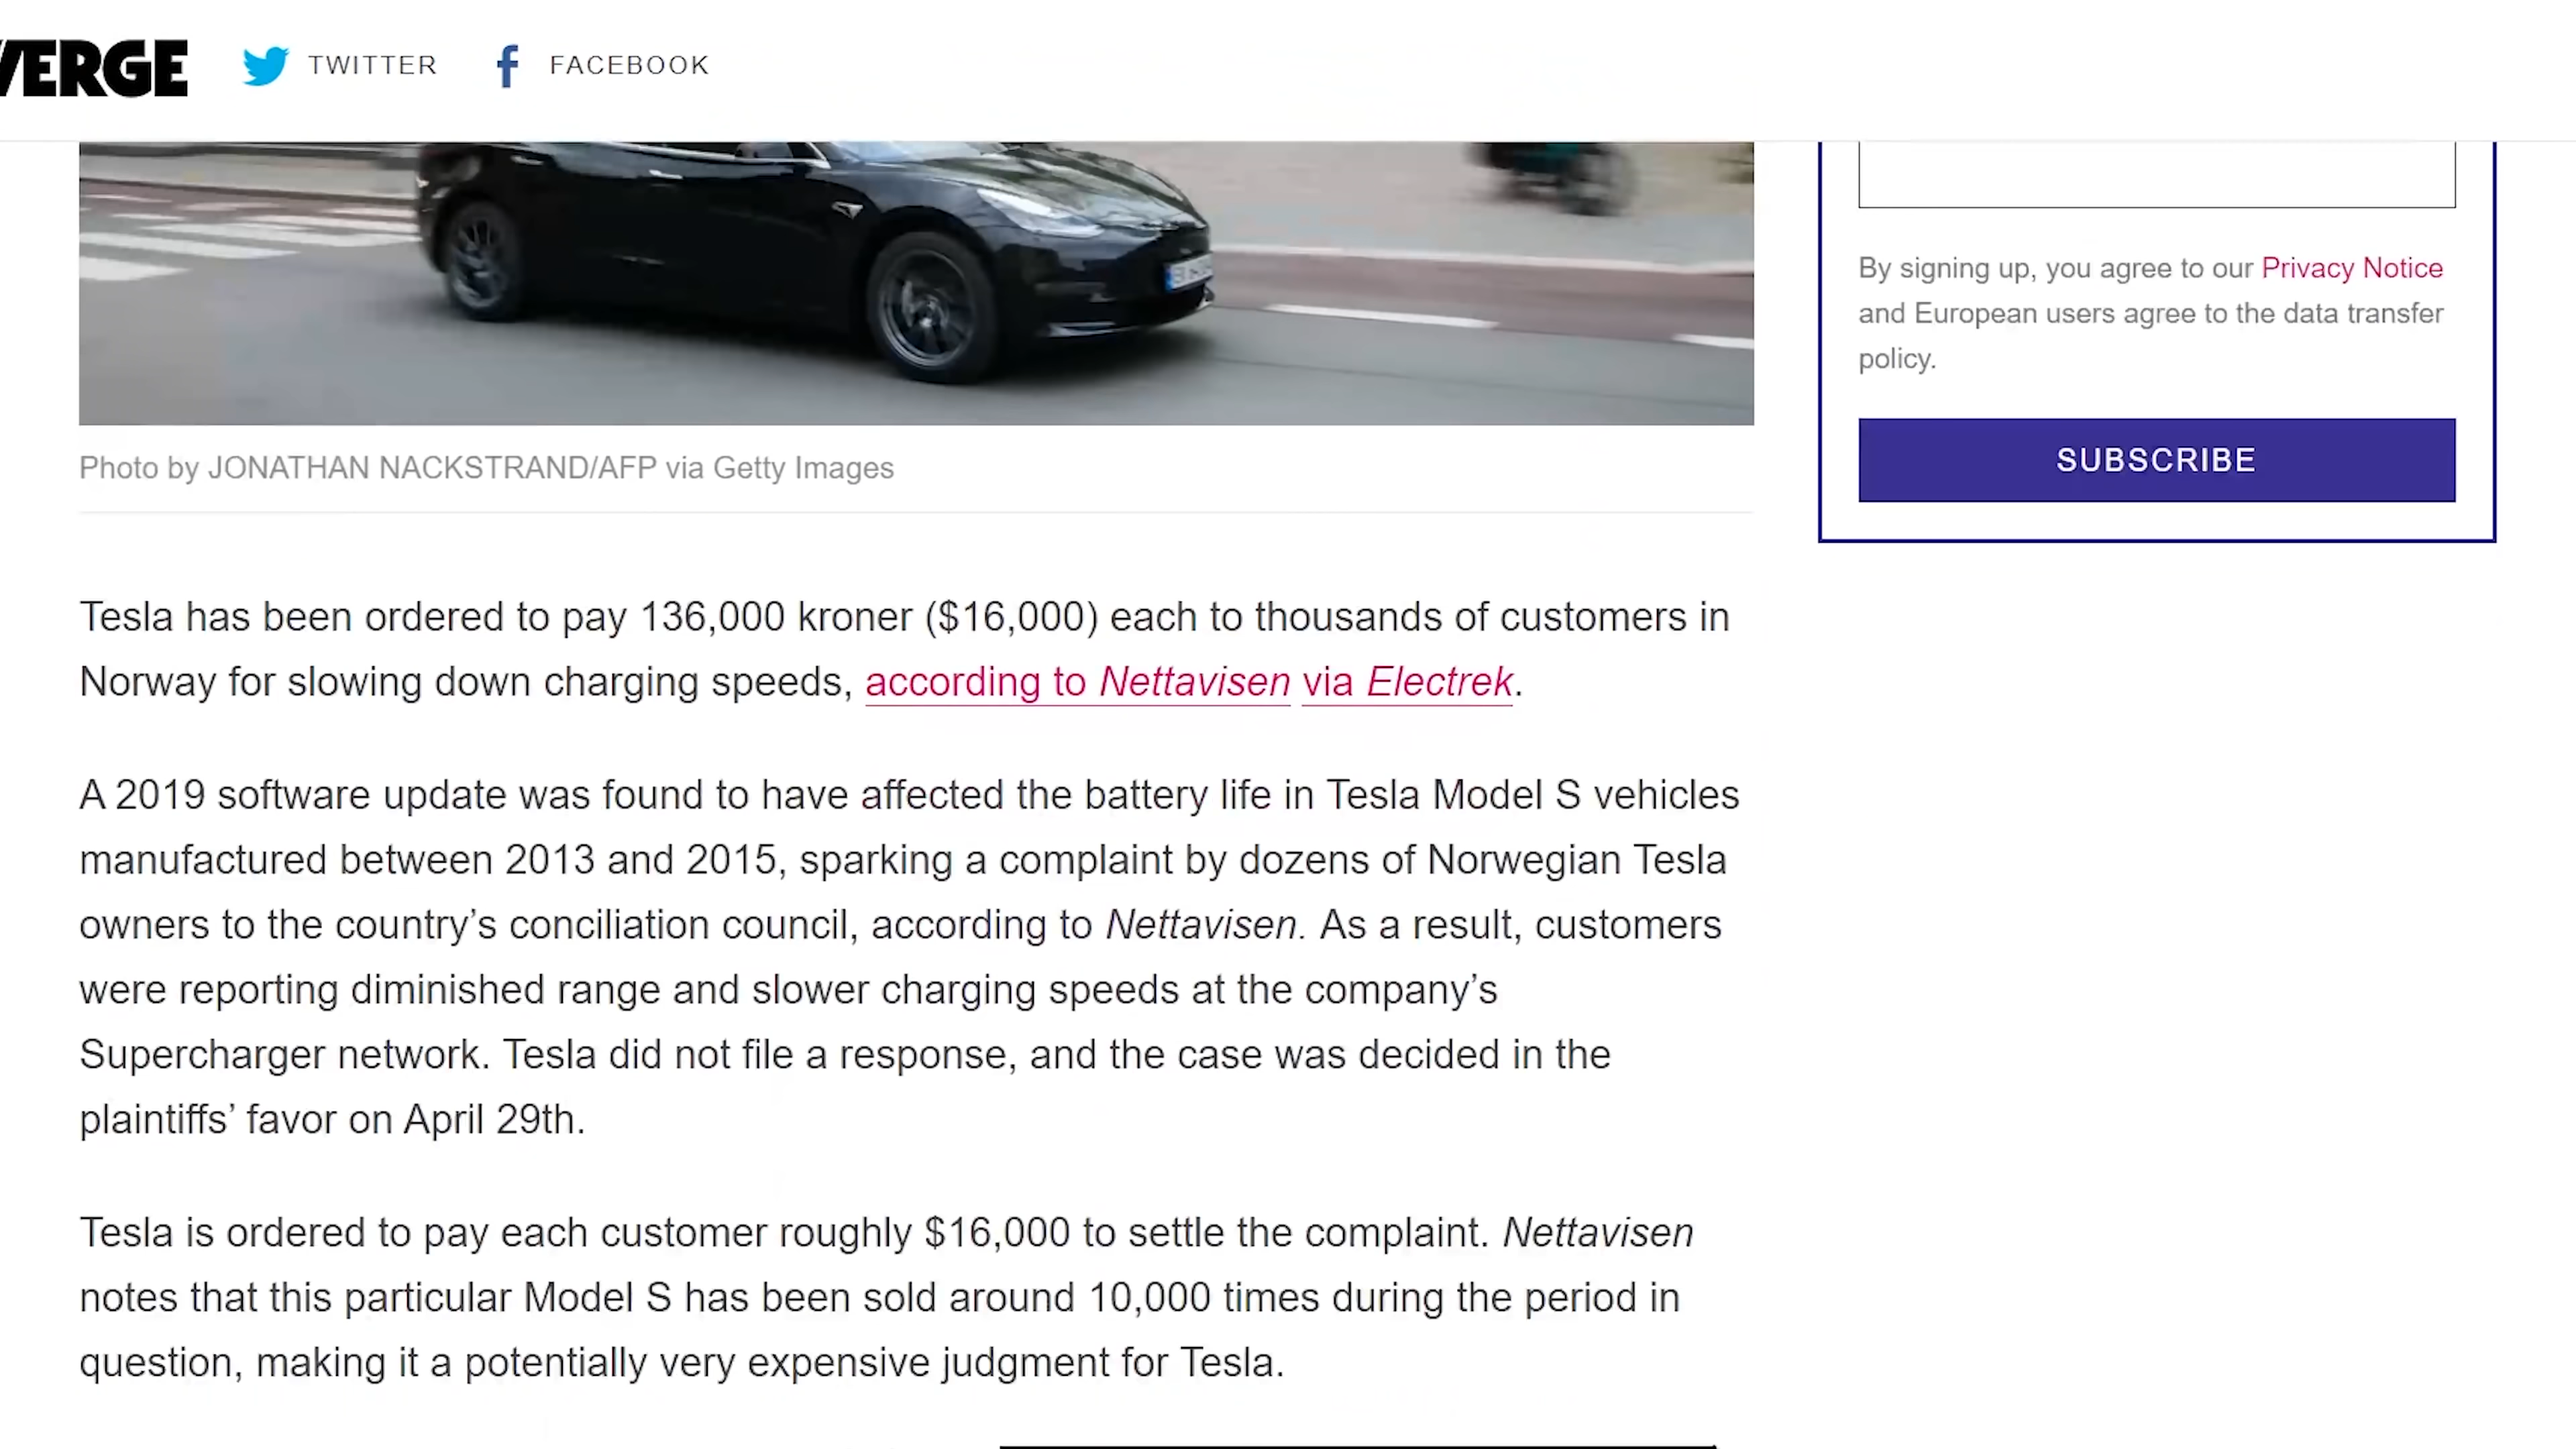 VERGE
TWITTER
FACEBOOK
By signing up, you agree to our Privacy Notice
and European users agree to the data transfer
policy.
SUBSCRIBE
Photo by JONATHAN NACKSTRAND/AFP via Getty Images
Tesla has been ordered to pay 136,000 kroner ($16,000) each to thousands of customers in
Norway for slowing down charging speeds, according to Nettavisen via Electrek.
A 2019 software update was found to have affected the battery life in Tesla Model S vehicles
manufactured between 2013 and 2015, sparking a complaint by dozens of Norwegian Tesla
owners to the country’s conciliation council, according to Nettavisen. As a result, customers
were reporting diminished range and slower charging speeds at the company’s
Supercharger network. Tesla did not file a response, and the case was decided in the
plaintiffs’ favor on April 29th.
Tesla is ordered to pay each customer roughly $16,000 to settle the complaint. Nettavisen
notes that this particular Model S has been sold around 10,000 times during the period in
question, making it a potentially very expensive judgment for Tesla.